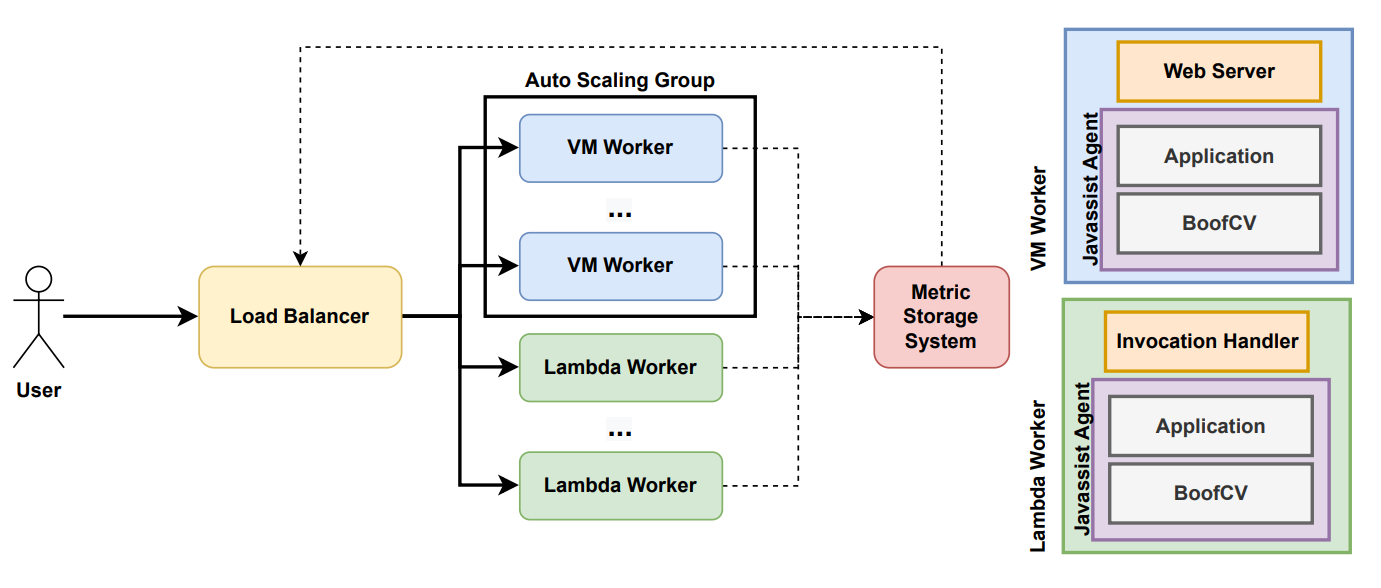 Auto Scaling Group
VM Worker
...
VM Worker
Load Balancer
User
Lambda Worker
...
Lambda Worker
Metric
Storage
System
VM Worker
Web Server
Javassist Agent
Application
BoofCV
Lambda Worker
Invocation Handler
Javassist Agent
Application
BoofCV